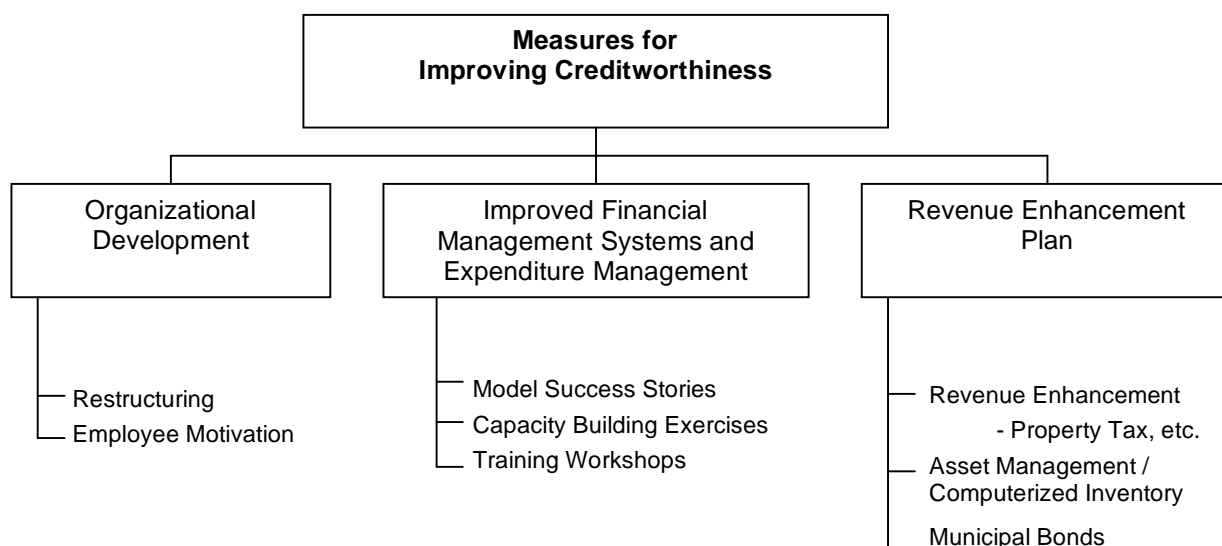 Measures for
Improving Creditworthiness
Organizational
Development
Improved Financial
Management Systems and
Expenditure Management
Revenue Enhancement
Plan
Restructuring
Employee Motivation
Model Success Stories
Capacity Building Exercises
Training Workshops
Revenue Enhancement
- Property Tax, etc.
Asset Management /
Computerized Inventory
Municipal Bonds